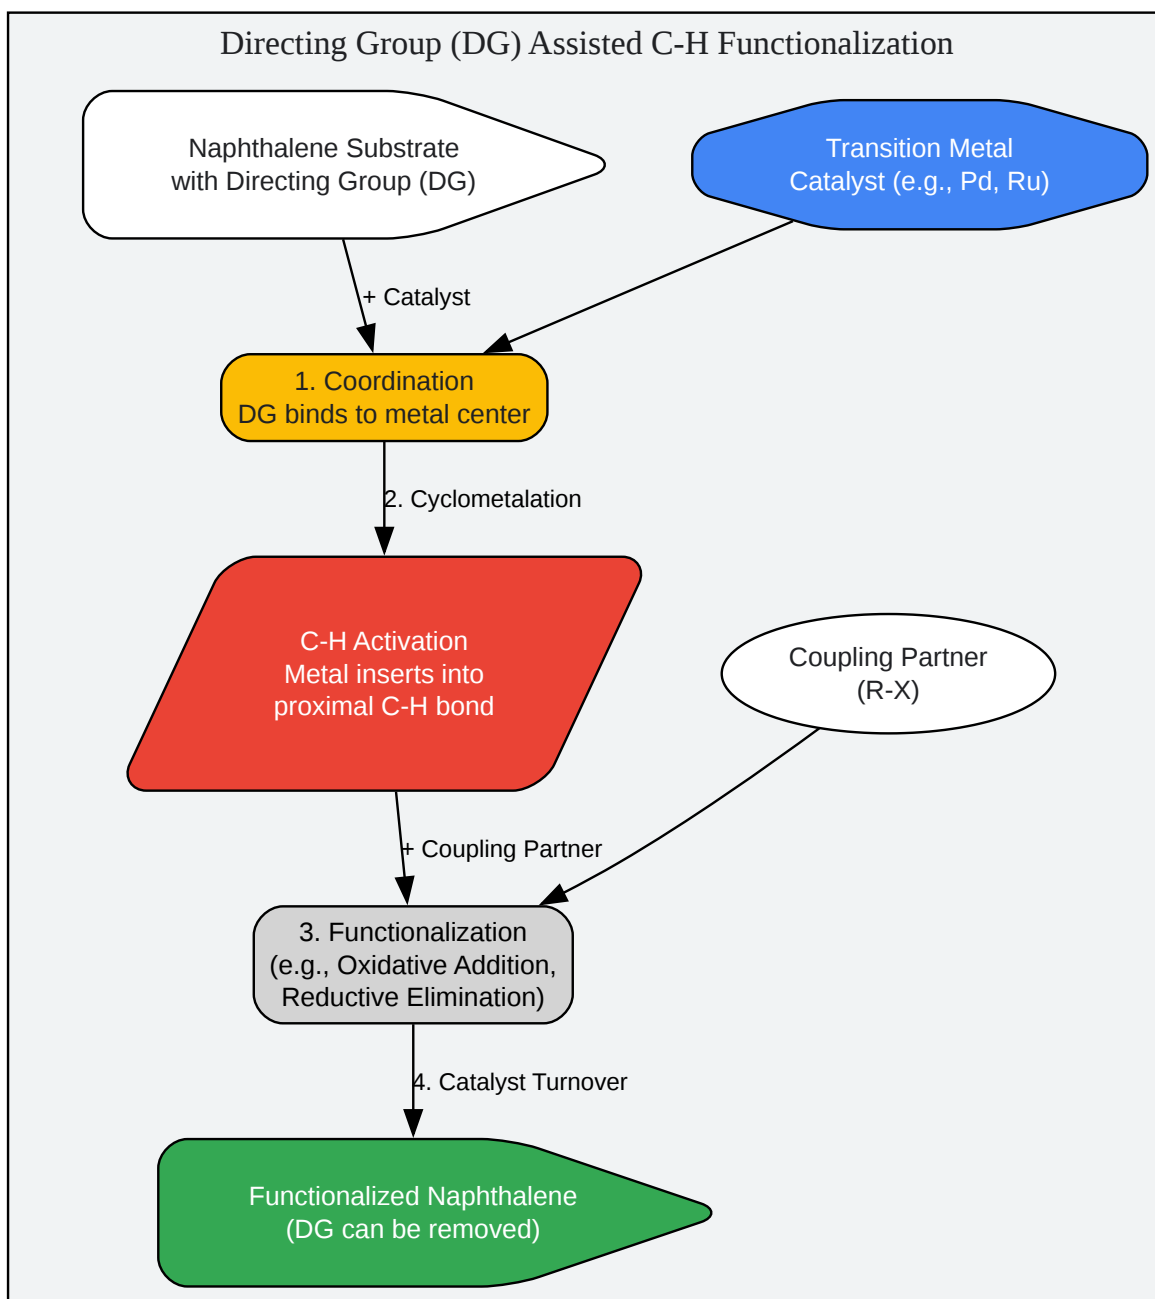 Directing Group (DG) Assisted C-H Functionalization
Naphthalene Substrate
with Directing Group (DG)
Transition Metal
Catalyst (e.g., Pd, Ru)
+ Catalyst
1. Coordination
DG binds to metal center
2. Cyclometalation
C-H Activation
Metal inserts into
proximal C-H bond
Coupling Partner
(R-X)
+ Coupling Partner
3. Functionalization
(e.g., Oxidative Addition,
Reductive Elimination)
4. Catalyst Turnover
Functionalized Naphthalene
(DG can be removed)